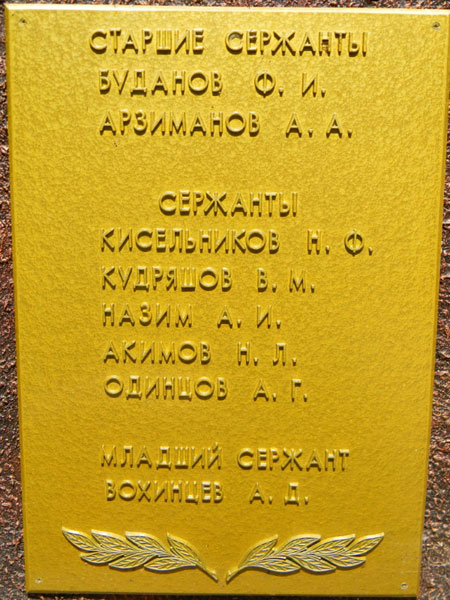 СТАРШИЕ СЕРЖАНТЫ
БУДАНОВ Ф. И.
АРЗИМАНОВ А. А.
СЕРЖАНТЫ
КИСЕЛЬНИКОВ Н. Ф.
КУДРЯШОВ В. М.
НАЗИМ А. И.
АКИМОВ Н. Л.
ОДИНЦОВ А. Г.
МЛАДШИЙ СЕРЖАНТ
ВОХИНЦЕВ А. Д.